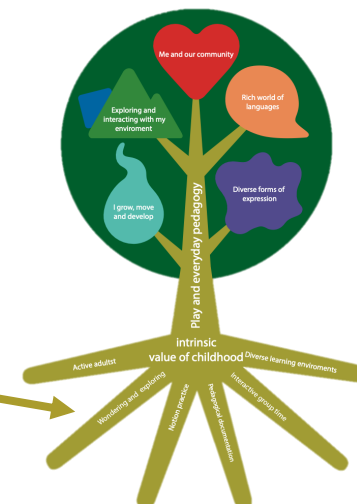 Me and our community
Exploring and
interacting with my
enviroment
Rich world of
languages
I grow, move
and develop
Diverse forms of
expression
Play and everyday pedagogy
intrinsic
value of childhood
Active adultst
Wondering and exploring
Notion practice
Pedagogical documentation
Interactive group time
Diverse learning enviroments